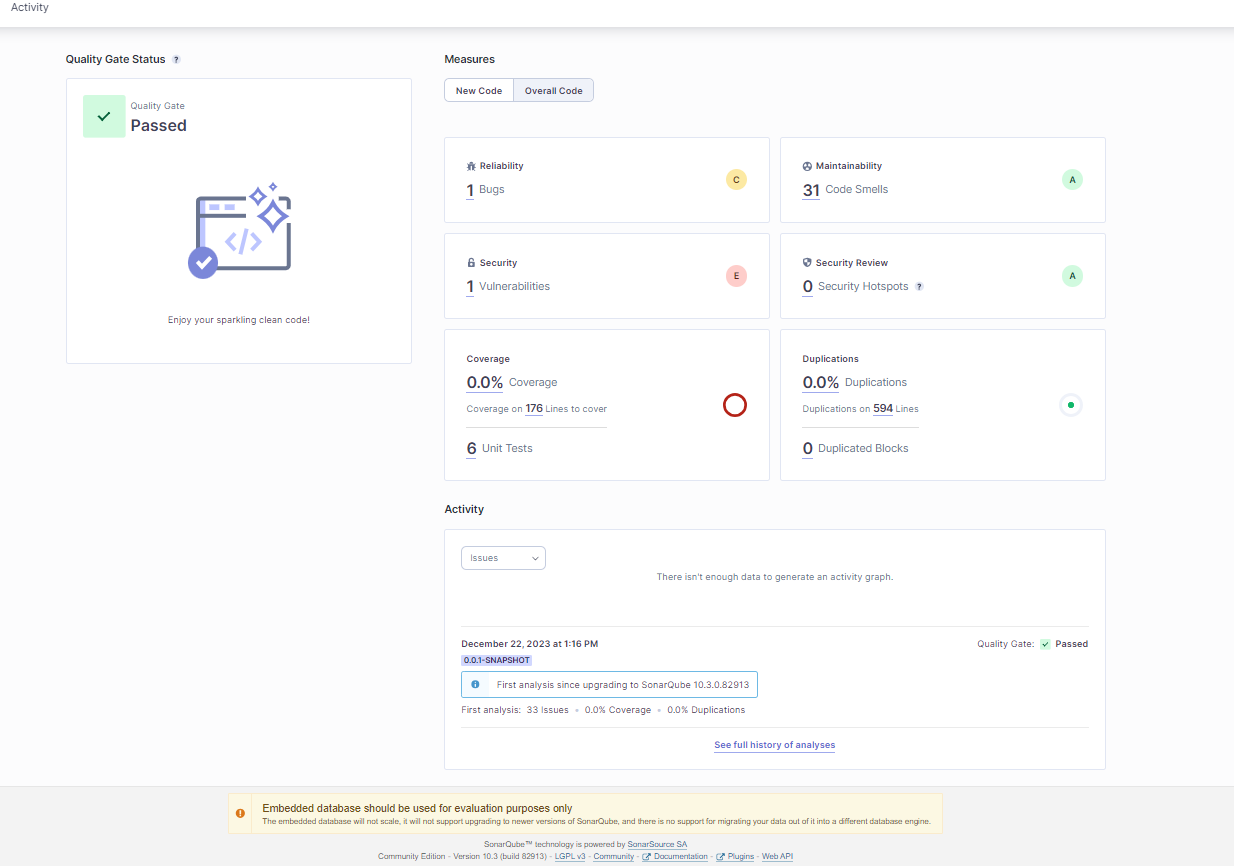 Activity
Quality Gate Status ?
Quality Gate
Passed
Enjoy your sparkling clean code!
Measures
New Code Overall Code
Reliability
1 Bugs
C
Maintainability
31 Code Smells
A
Security
1 Vulnerabilities
E
Security Review
0 Security Hotspots ?
A
Coverage
0.0% Coverage
Coverage on 176 Lines to cover
6 Unit Tests
Duplications
0.0% Duplications
Duplications on 594 Lines
0 Duplicated Blocks
Activity
Issues
There isn't enough data to generate an activity graph.
December 22, 2023 at 1:16 PM
Quality Gate: Passed
0.0.1-SNAPSHOT
First analysis since upgrading to SonarQube 10.3.0.82913
First analysis: 33 Issues • 0.0% Coverage • 0.0% Duplications
See full history of analyses
Embedded database should be used for evaluation purposes only
The embedded database will not scale, it will not support upgrading to newer versions of SonarQube, and there is no support for migrating your data out of it into a different database engine.
SonarQube™ technology is powered by SonarSource SA
Community Edition - Version 10.3 (build 82913) - LGPL v3 - Community - Documentation - Plugins - Web API